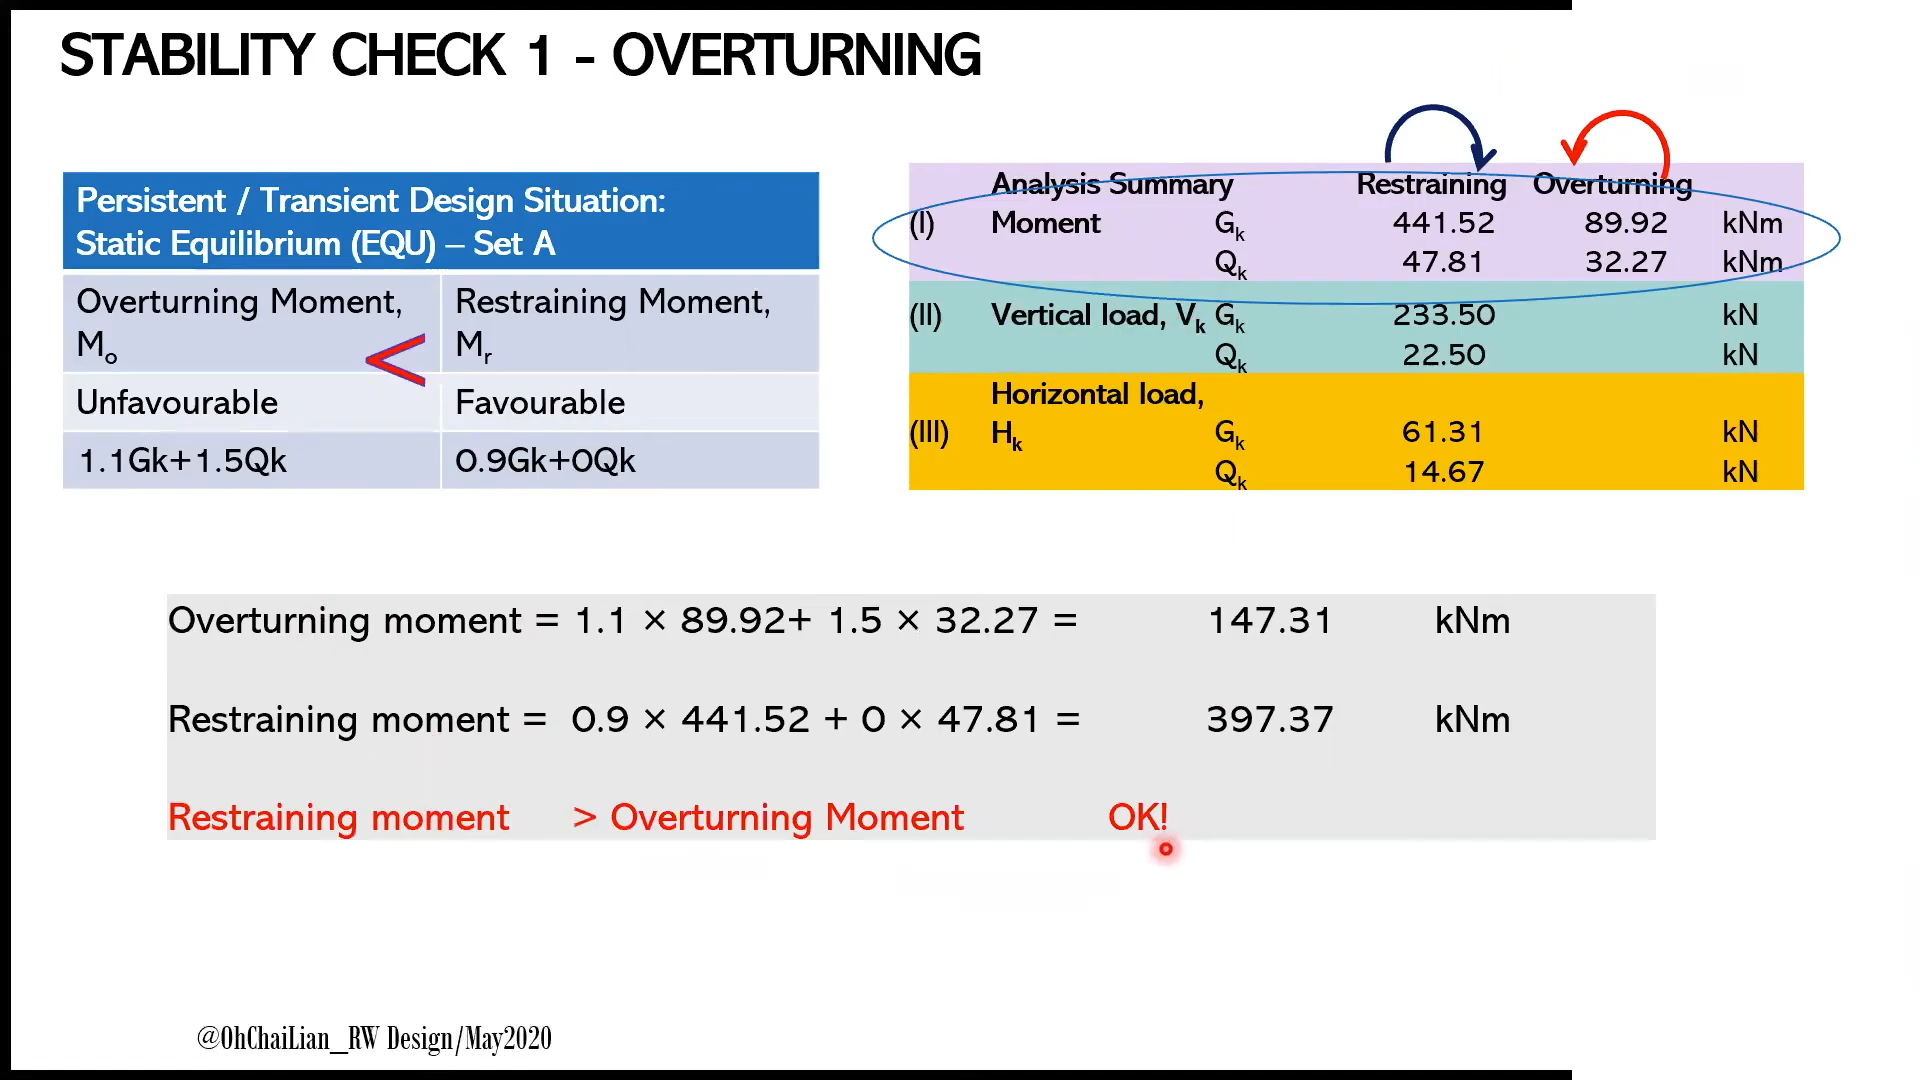 STABILITY CHECK 1 - OVERTURNING
Persistent / Transient Design Situation:
Static Equilibrium (EQU) – Set A
Overturning Moment,
Mo
<
Restraining Moment,
Mr
Unfavourable
Favourable
1.1Gk+1.5Qk
0.9Gk+0Qk
Analysis Summary Restraining Overturning
(I) Moment Gk 441.52 89.92 kNm
Qk 47.81 32.27 kNm
(II) Vertical load, Vk Gk 233.50 kN
Qk 22.50 kN
Horizontal load,
(III) Hk Gk 61.31 kN
Qk 14.67 kN
Overturning moment = 1.1 × 89.92+ 1.5 × 32.27 = 147.31 kNm
Restraining moment = 0.9 × 441.52 + 0 × 47.81 = 397.37 kNm
Restraining moment > Overturning Moment OK!
@OhChaiLian_RW Design/May2020